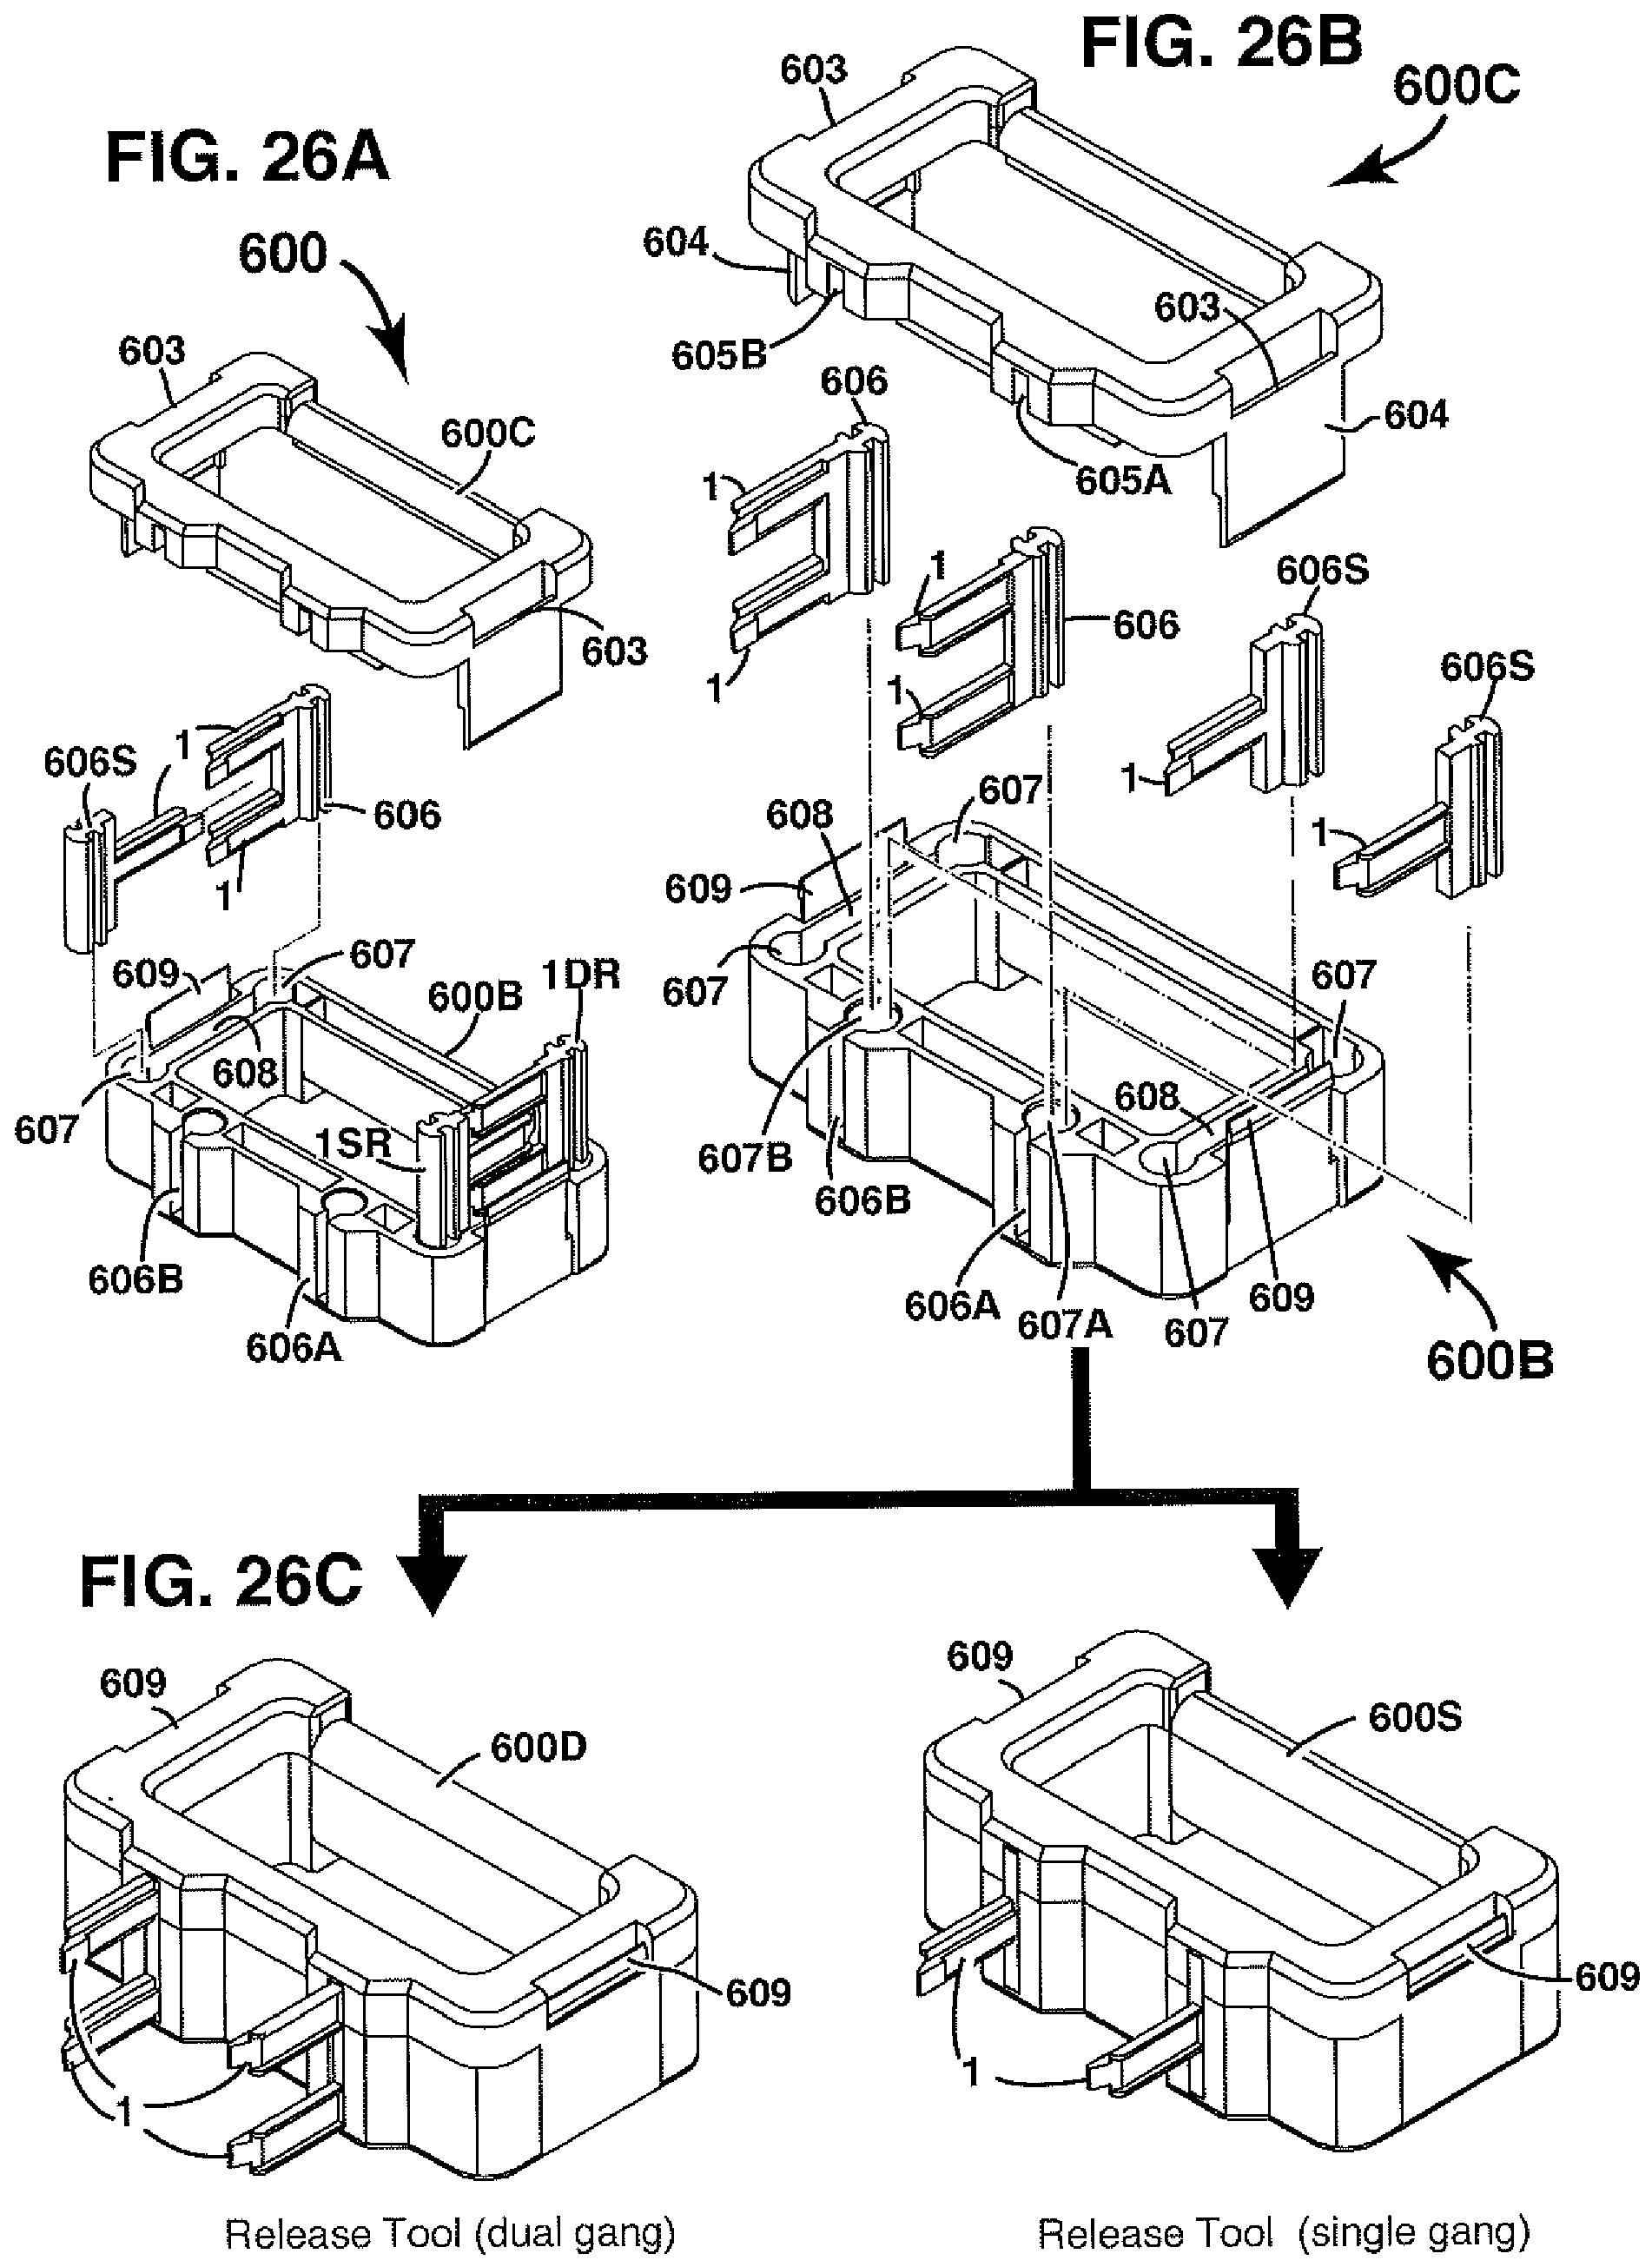 FIG. 26A
600
603
600C
603
606S
1
1
606
1
609
607
600B
1DR
608
607
1SR
606B
606A
FIG. 26B
603
600C
604
603
605B
606
604
605A
1
1
606S
606
606S
1
1
1
1
607
608
609
607
607
608
607B
606B
606A
607A
607
609
600B
FIG. 26C
609
600D
609
1
Release Tool (dual gang)
609
600S
609
1
Release Tool (single gang)